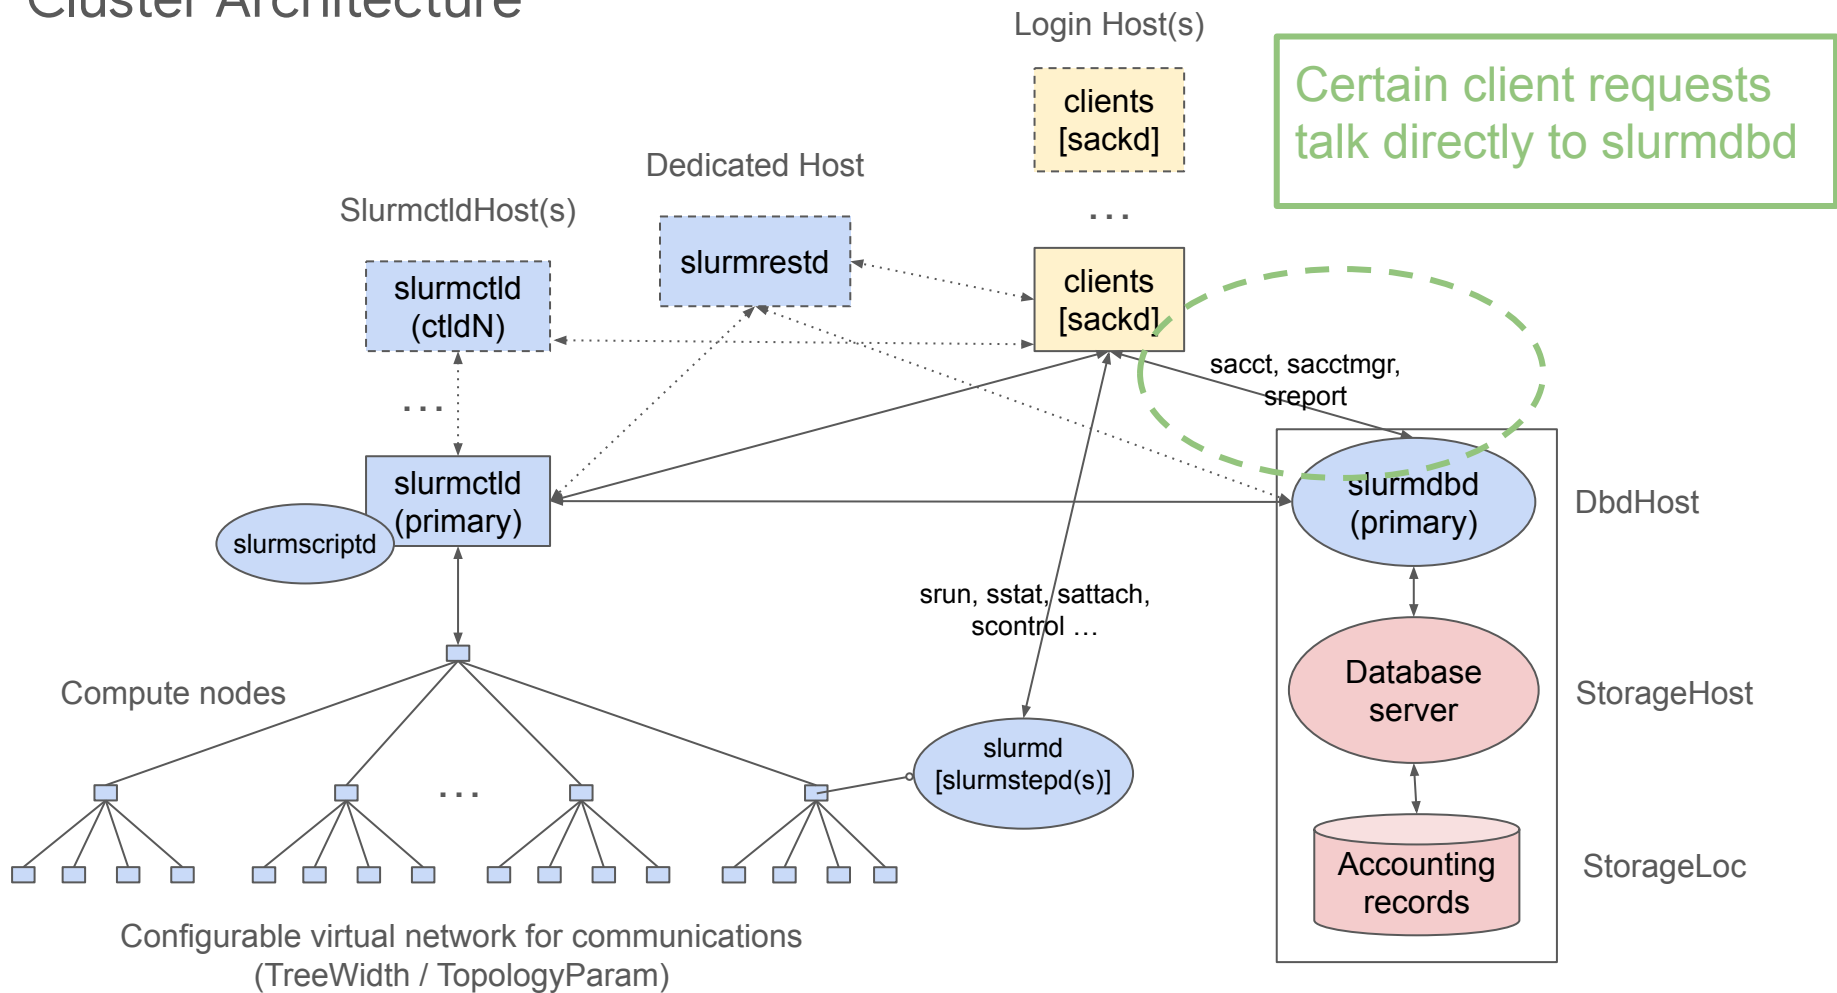 Cluster Architecture
Login Host(s)
clients
[sackd]
Certain client requests
talk directly to slurmdbd
Dedicated Host
SlurmctldHost(s)
...
slurmrestd
slurmctld
(ctldN)
clients
[sackd]
sacct, sacctmgr,
sreport
...
slurmctld
(primary)
slurmscriptd
slurmdbd
(primary)
DbdHost
srun, sstat, sattach,
scontrol …
Compute nodes
Database
server
StorageHost
slurmd
[slurmstepd(s)]
...
Accounting
records
StorageLoc
Configurable virtual network for communications
(TreeWidth / TopologyParam)